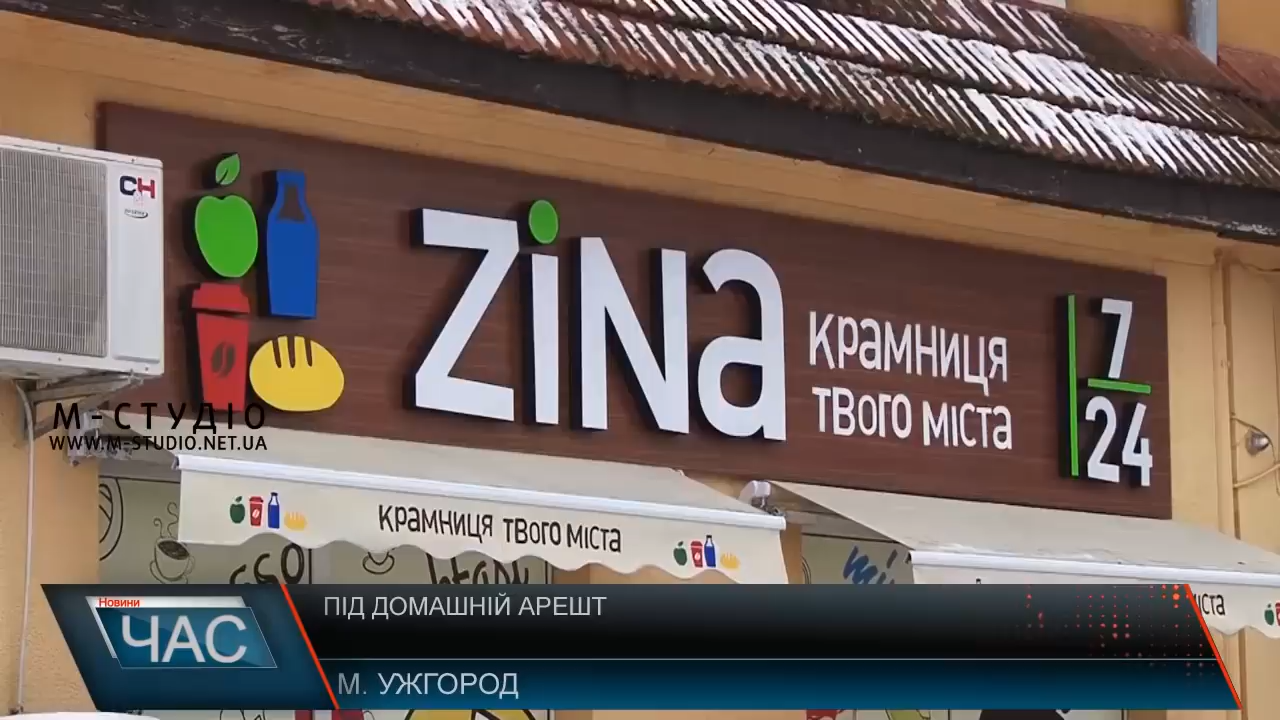 CH
ZiNa
крамниця
твого міста
7
24
М-СТУДІО
WWW.M-STUDIO.NET.UA
крамниця твого міста
Новини
ЧАС
ПІД ДОМАШНІЙ АРЕШТ
М. УЖГОРОД